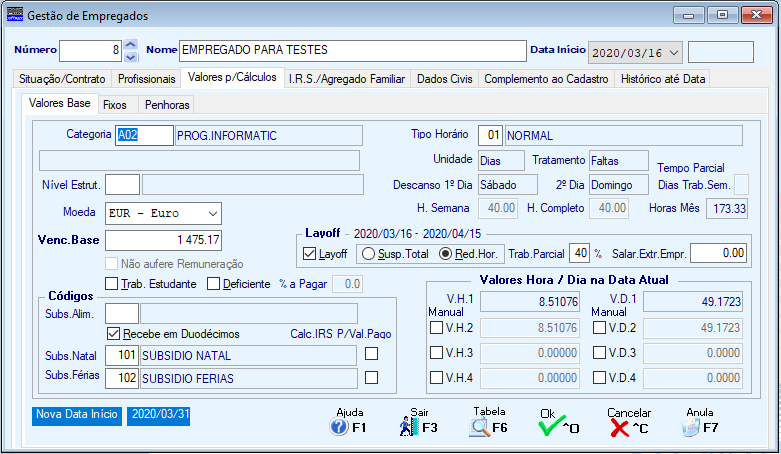 Gestão de Empregados
Número 8 Nome EMPREGADO PARA TESTES Data Início 2020/03/16
Situação/Contrato Profissionais Valores p/Cálculos I.R.S./Agregado Familiar Dados Civis Complemento ao Cadastro Histórico até Data
Valores Base Fixos Penhoras
Categoria A02 PROG.INFORMATIC Tipo Horário 01 NORMAL
Unidade Dias Tratamento Faltas Tempo Parcial
Nível Estrut. Descanso 1º Dia Sábado 2º Dia Domingo Dias Trab.Sem.
Moeda EUR - Euro H. Semana 40.00 H. Completo 40.00 Horas Mês 173.33
Venc.Base 1 475.17
Layoff - 2020/03/16 - 2020/04/15
Layoff Susp.Total Red.Hor. Trab.Parcial 40 % Salar.Extr.Empr. 0.00
Não aufere Remuneração
Trab. Estudante Deficiente % a Pagar 0.0
Valores Hora / Dia na Data Atual
Códigos
Subs.Alim.
V.H.1 8.51076 V.D.1 49.1723
Manual Manual
Recebe em Duodécimos Calc.IRS P/Val.Pago
V.H.2 8.51076 V.D.2 49.1723
Subs.Natal 101 SUBSIDIO NATAL
V.H.3 0.00000 V.D.3 0.0000
Subs.Férias 102 SUBSIDIO FERIAS
V.H.4 0.00000 V.D.4 0.0000
Nova Data Início 2020/03/31
Ajuda F1 Sair F3 Tabela F6 Ok ^O Cancelar ^C Anula F7